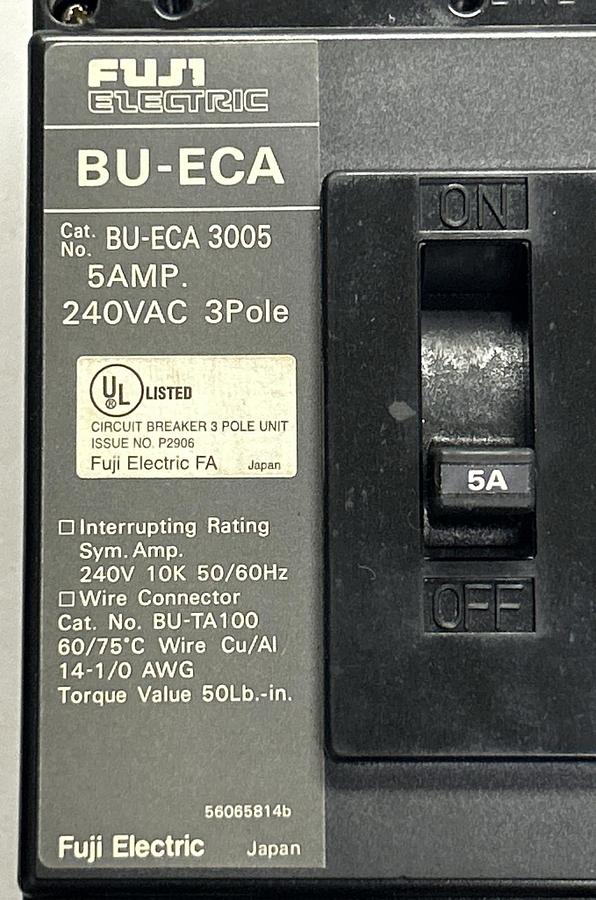 LINE
FUJI
ELECTRIC
BU-ECA
Cat. No. BU-ECA 3005
5AMP.
240VAC 3Pole
UL® LISTED
CIRCUIT BREAKER 3 POLE UNIT
ISSUE NO. P2906
Fuji Electric FA Japan
☐ Interrupting Rating
Sym. Amp.
240V 10K 50/60Hz
☐ Wire Connector
Cat. No. BU-TA100
60/75°C Wire Cu/Al
14-1/0 AWG
Torque Value 50Lb.-in.
56065814b
Fuji Electric Japan
ON
5A
OFF